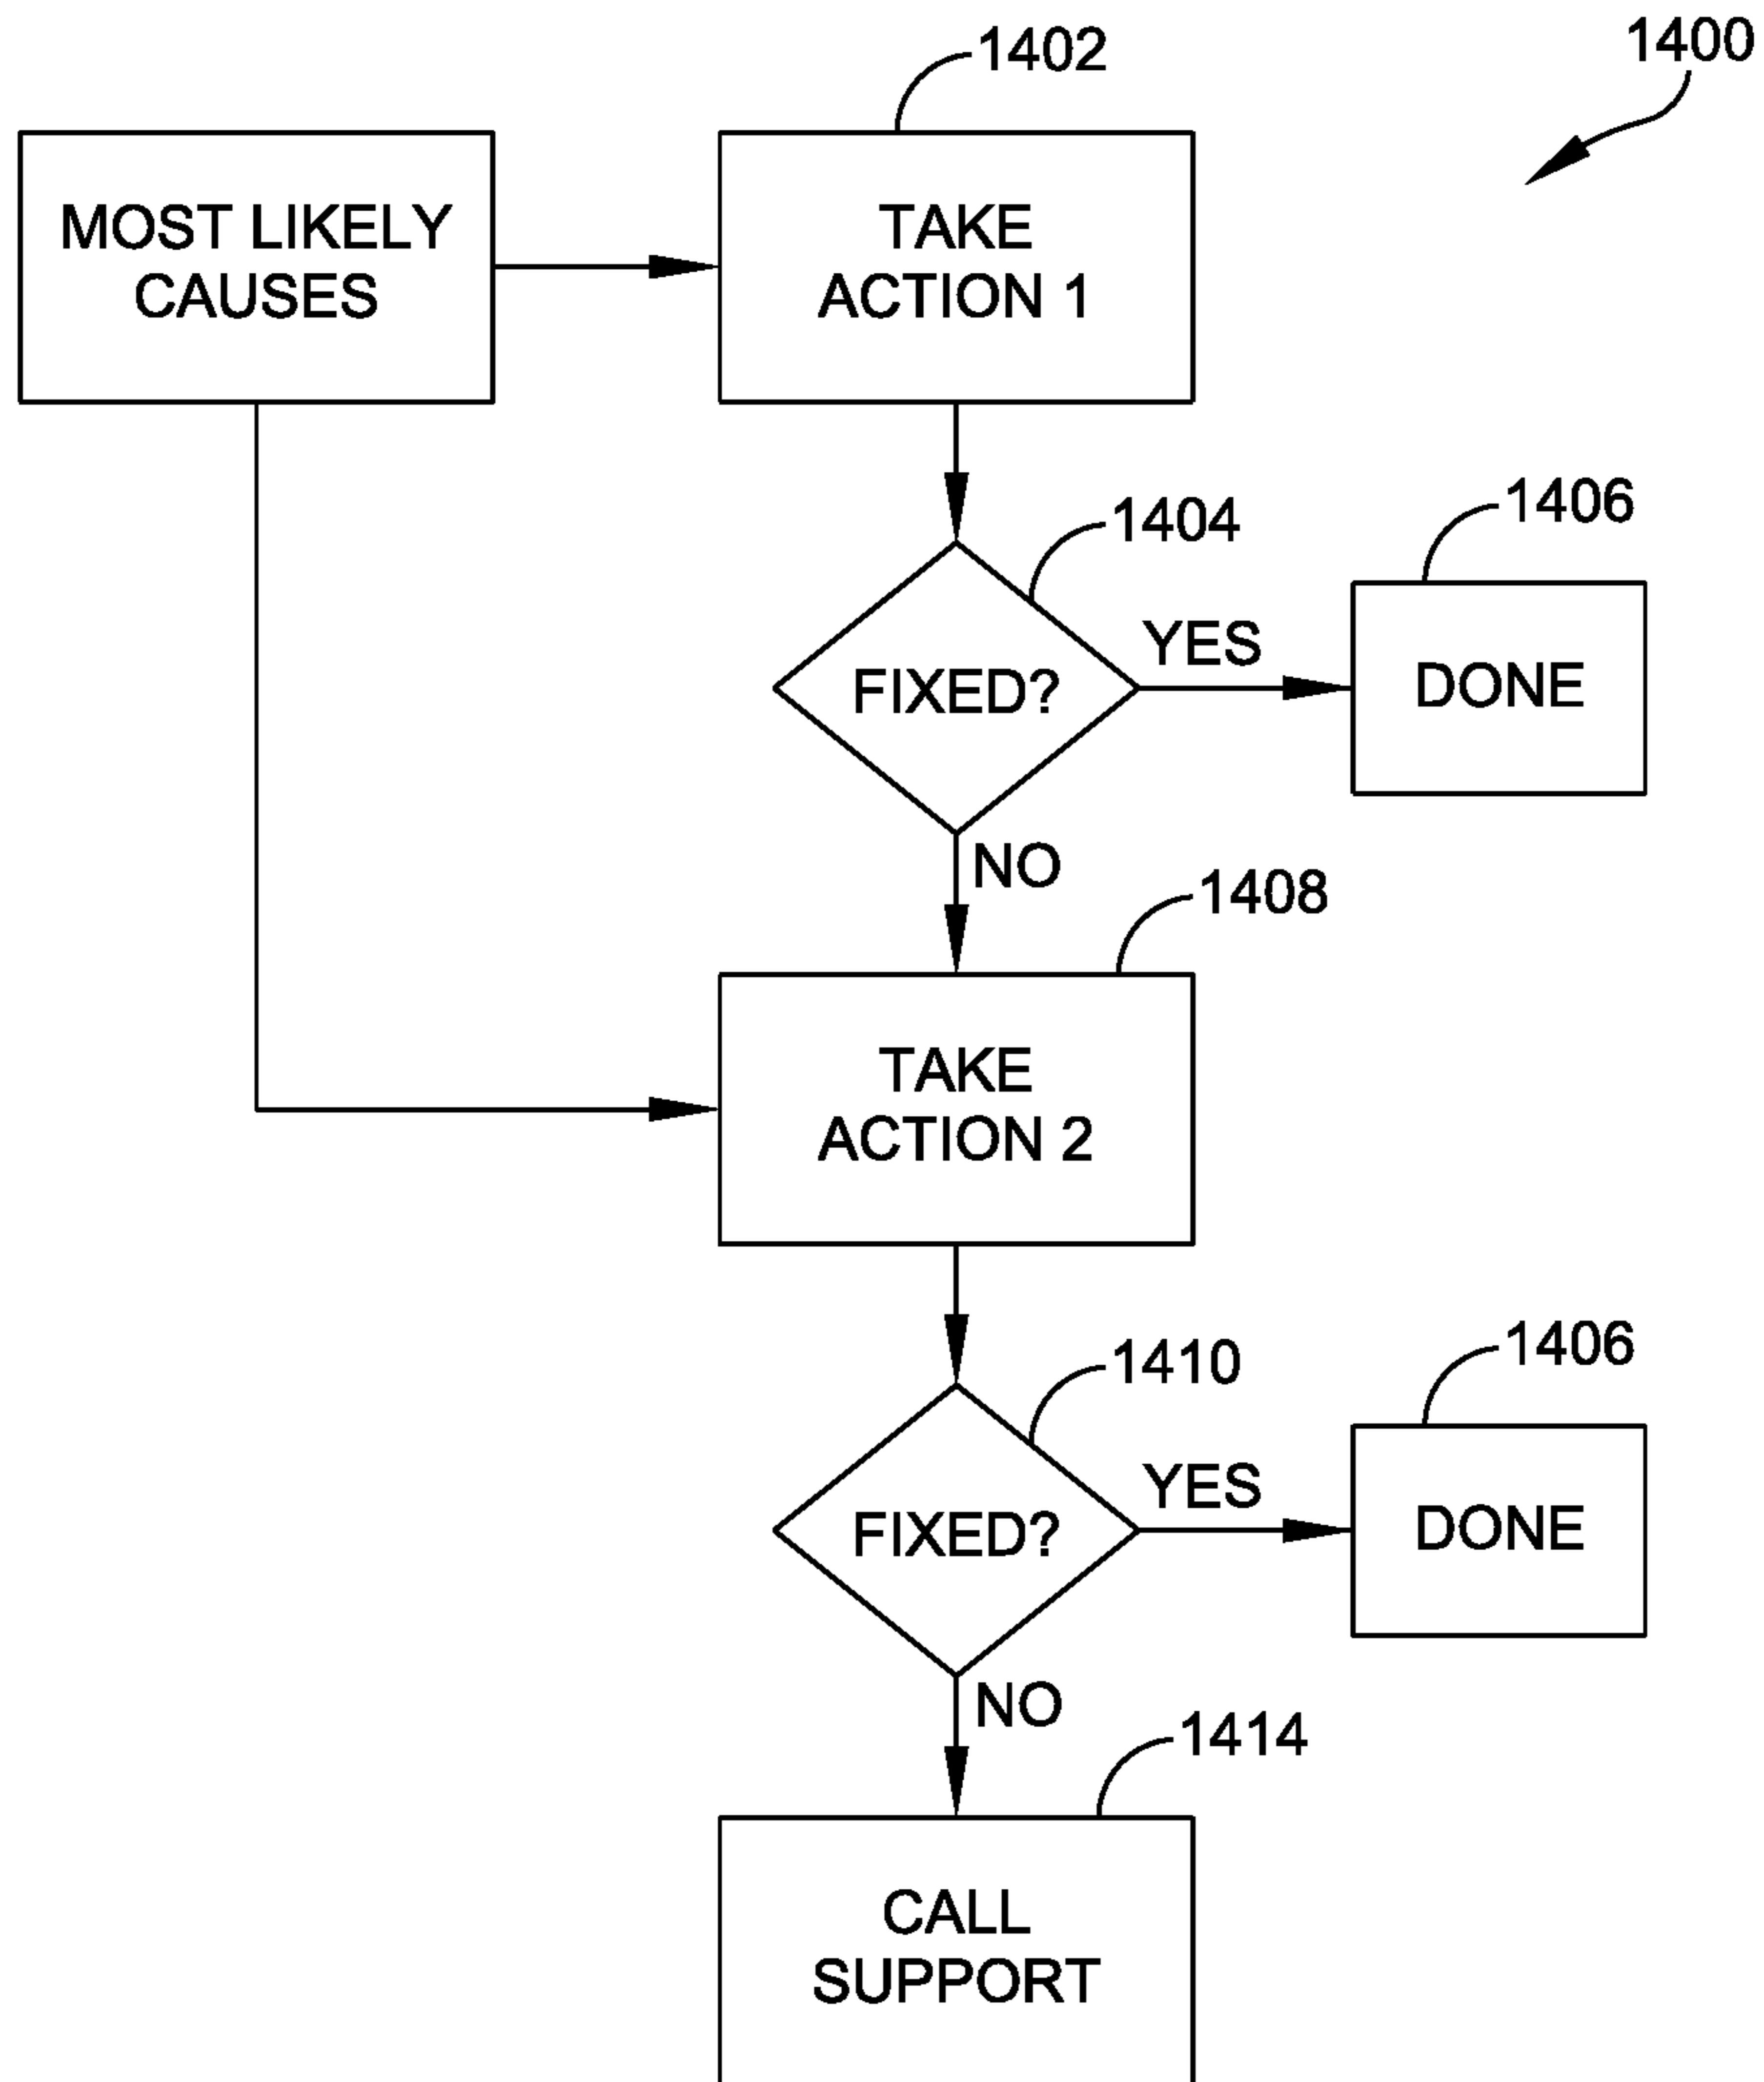 1400
1402
MOST LIKELY
CAUSES
TAKE
ACTION 1
1404
1406
FIXED?
YES
DONE
NO
1408
TAKE
ACTION 2
1410
1406
FIXED?
YES
DONE
NO
1414
CALL
SUPPORT